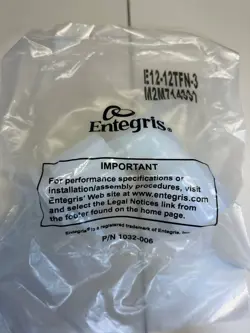 E12-12TFN-3
Entegris®
IMPORTANT
For performance specifications or
installation/assembly procedures, visit
Entegris' Web site at www.entegris.com
and select the Legal Notices link from
the footer found on the home page.
Entegris® is a registered trademark of Entegris, Inc.
P/N 1032-006